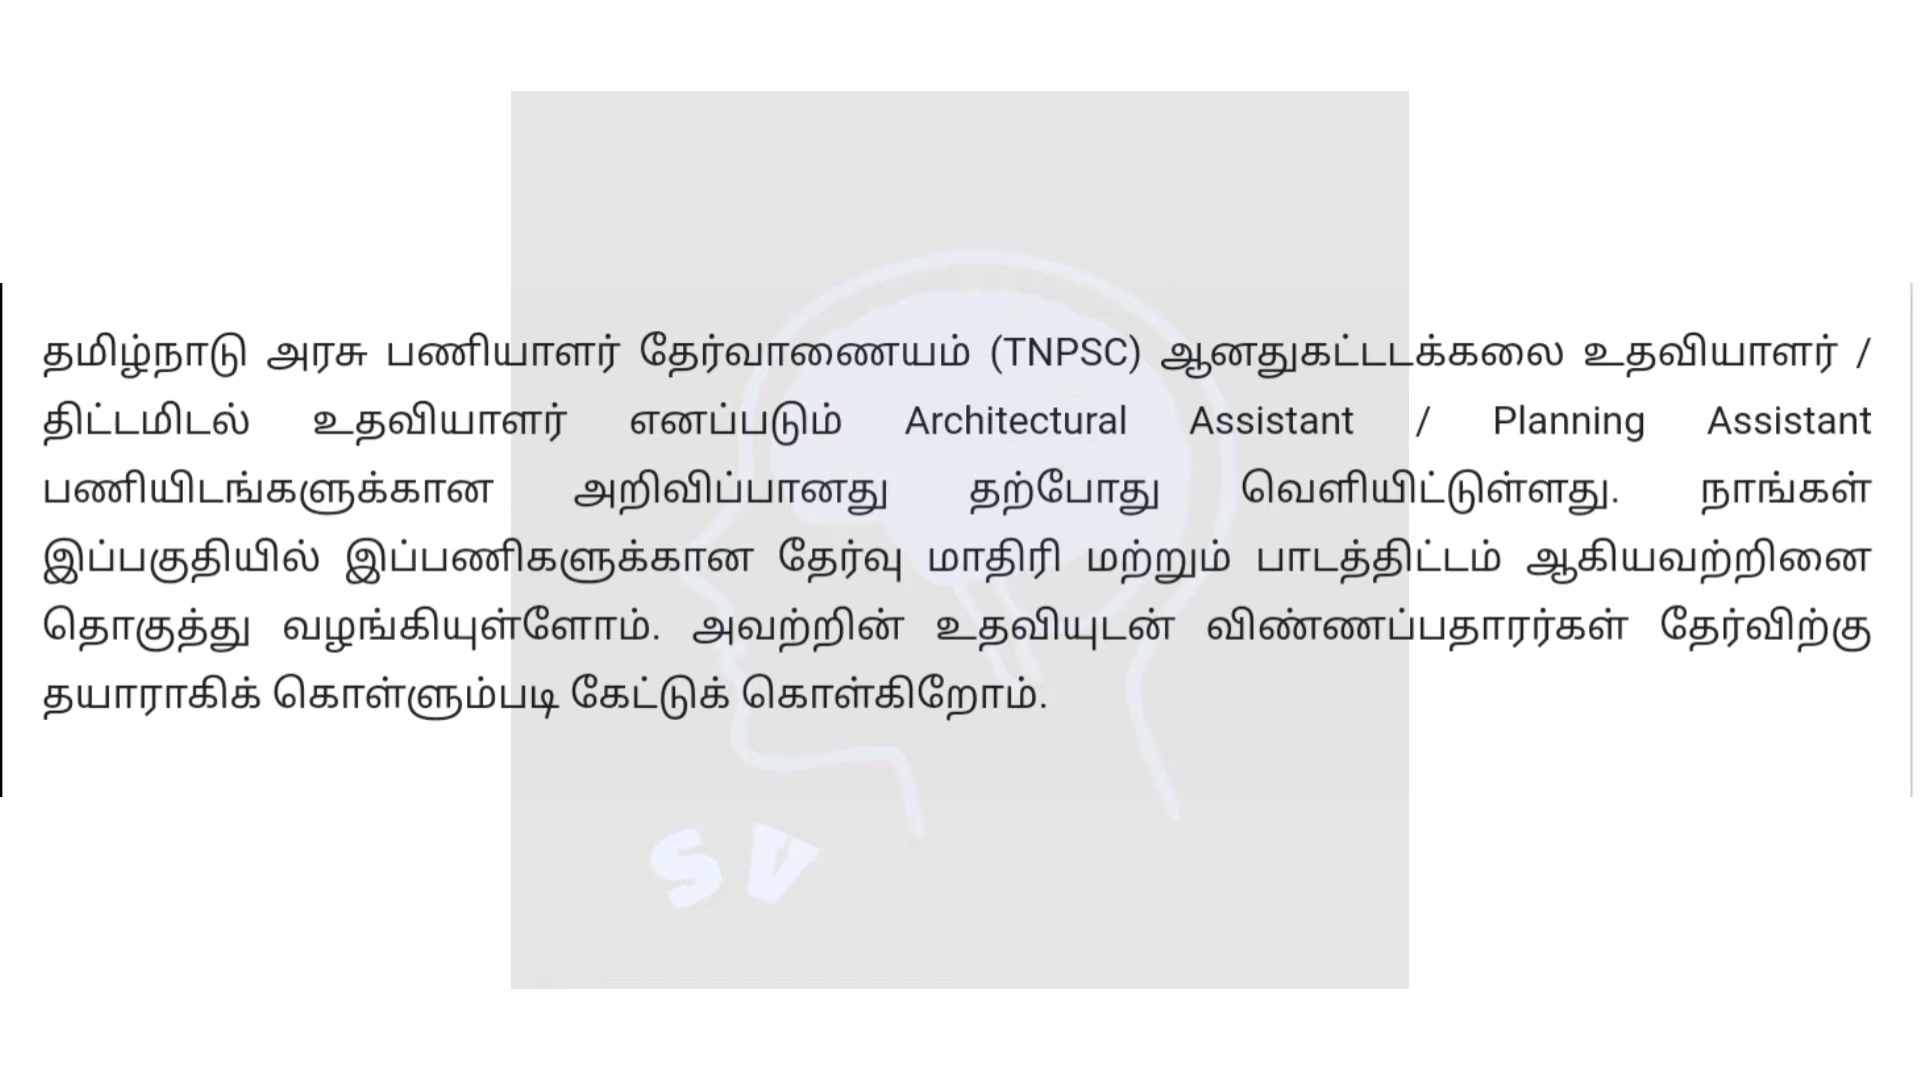 தமிழ்நாடு அரசு பணியாளர் தேர்வாணையம் (TNPSC) ஆனதுகட்டடக்கலை உதவியாளர் /
திட்டமிடல் உதவியாளர் எனப்படும் Architectural Assistant / Planning Assistant
பணியிடங்களுக்கான அறிவிப்பானது தற்போது வெளியிட்டுள்ளது. நாங்கள்
இப்பகுதியில் இப்பணிகளுக்கான தேர்வு மாதிரி மற்றும் பாடத்திட்டம் ஆகியவற்றினை
தொகுத்து வழங்கியுள்ளோம். அவற்றின் உதவியுடன் விண்ணப்பதாரர்கள் தேர்விற்கு
தயாராகிக் கொள்ளும்படி கேட்டுக் கொள்கிறோம்.
SV